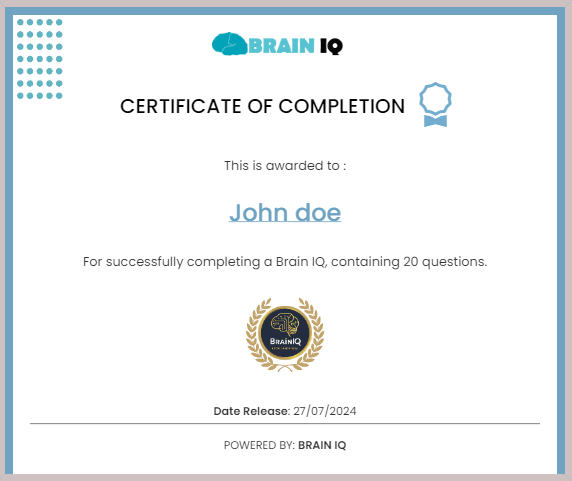 BRAIN IQ
CERTIFICATE OF COMPLETION
This is awarded to :
John doe
For successfully completing a Brain IQ, containing 20 questions.
BRAINIQ
Date Release: 27/07/2024
POWERED BY: BRAIN IQ